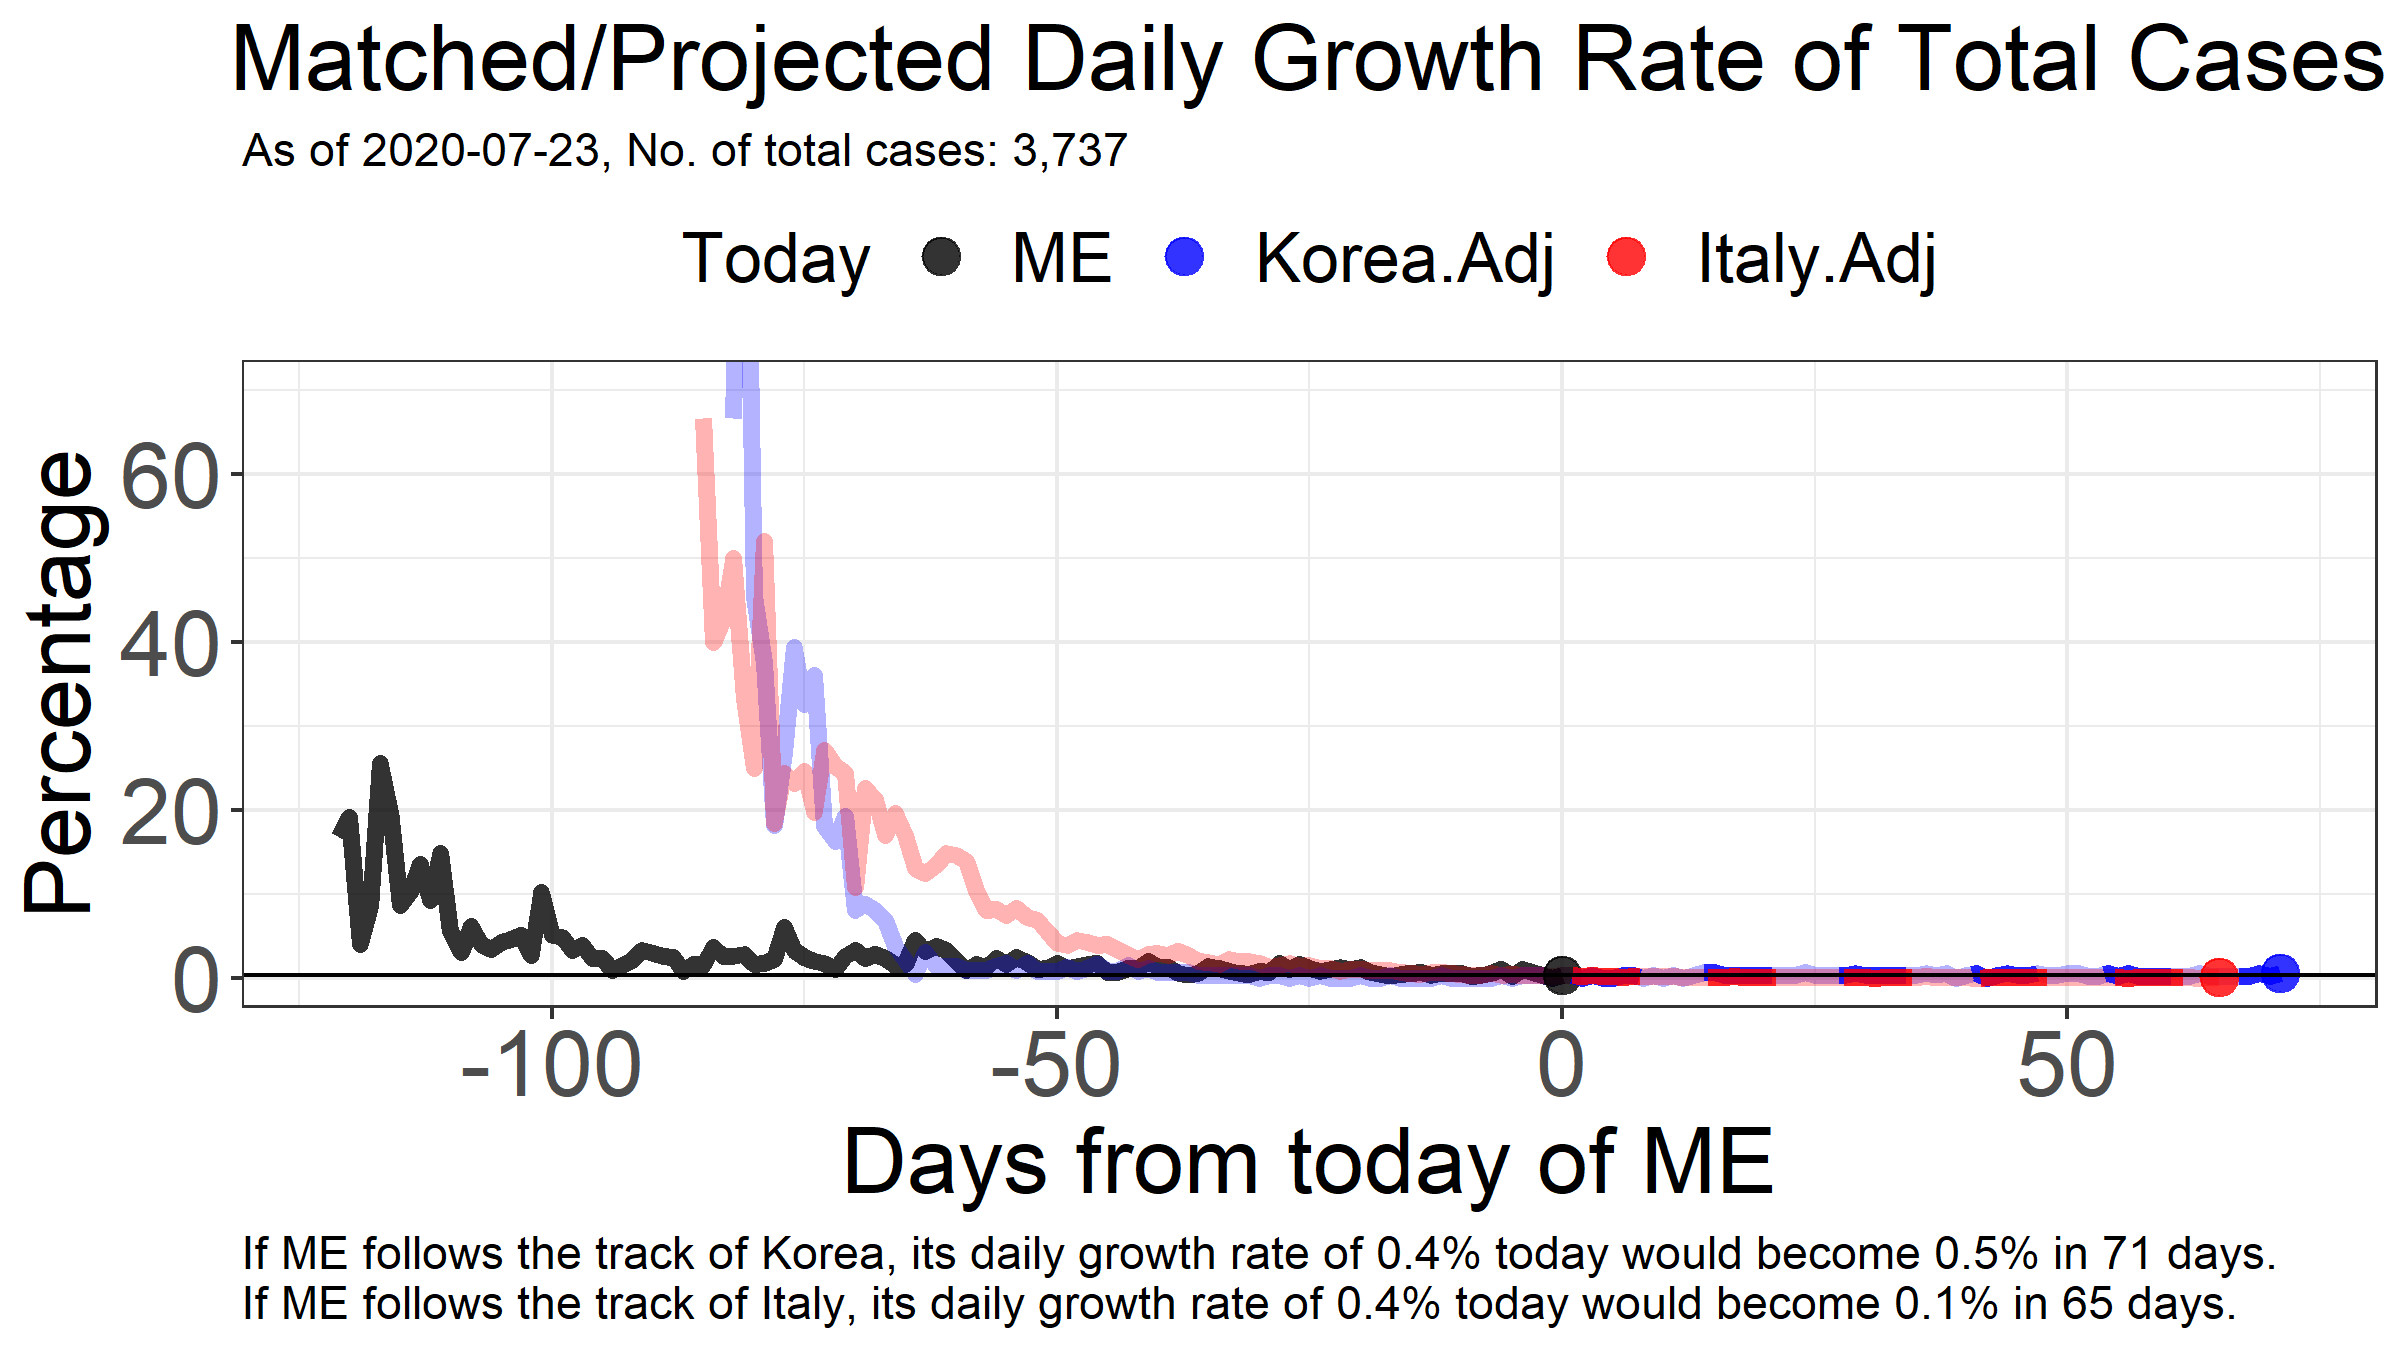 Matched/Projected Daily Growth Rate of Total Cases
As of 2020-07-23, No. of total cases: 3,737
Today ME Korea.Adj Italy.Adj
Percentage
60
40
20
0
-100 -50 0 50
Days from today of ME
If ME follows the track of Korea, its daily growth rate of 0.4% today would become 0.5% in 71 days.
If ME follows the track of Italy, its daily growth rate of 0.4% today would become 0.1% in 65 days.